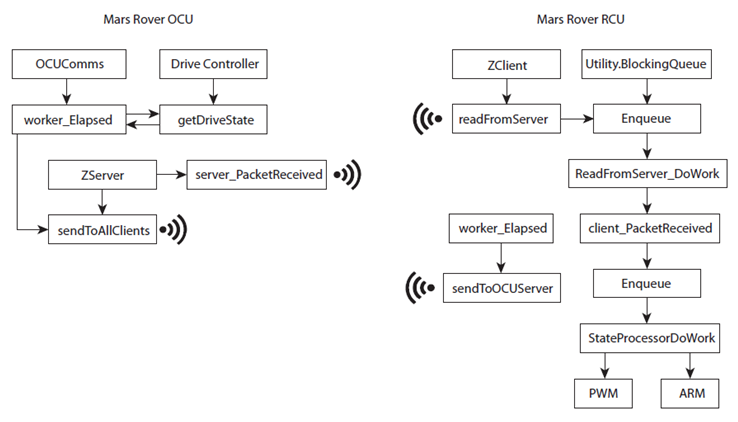 Mars Rover OCU
Mars Rover RCU
OCUComms
Drive Controller
ZClient
Utility.BlockingQueue
worker_Elapsed
getDriveState
readFromServer
Enqueue
ZServer
server_PacketReceived
ReadFromServer_DoWork
sendToAllClients
worker_Elapsed
client_PacketReceived
sendToOCUServer
Enqueue
StateProcessorDoWork
PWM
ARM